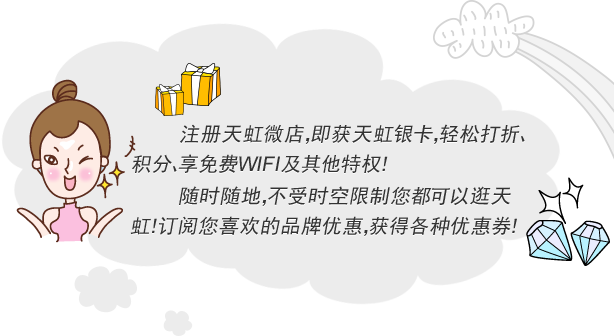 注册天虹微店,即获天虹银卡,轻松打折、
积分、享免费WIFI及其他特权!
随时随地,不受时空限制您都可以逛天
虹!订阅您喜欢的品牌优惠,获得各种优惠券!